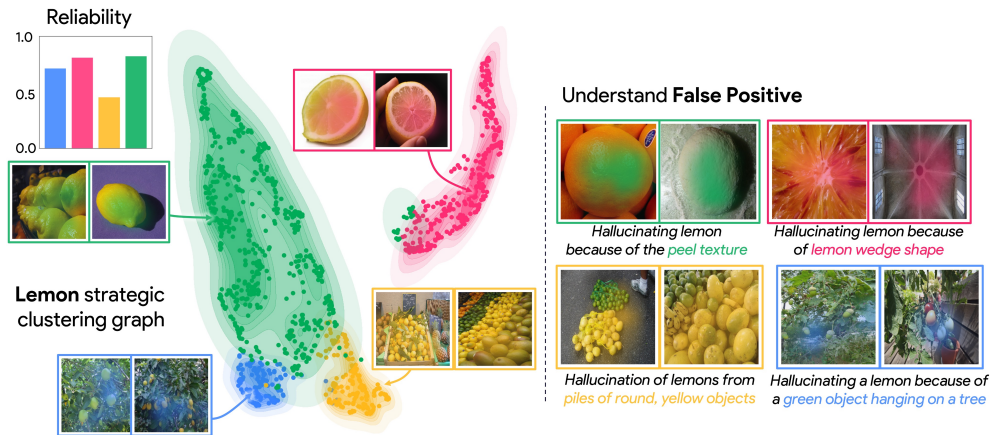 Reliability
1.0
0.5
0.0
Lemon strategic
clustering graph
Understand False Positive
Hallucinating lemon
because of the peel texture
Hallucinating lemon because
of lemon wedge shape
Hallucination of lemons from
piles of round, yellow objects
Hallucinating a lemon because of
a green object hanging on a tree